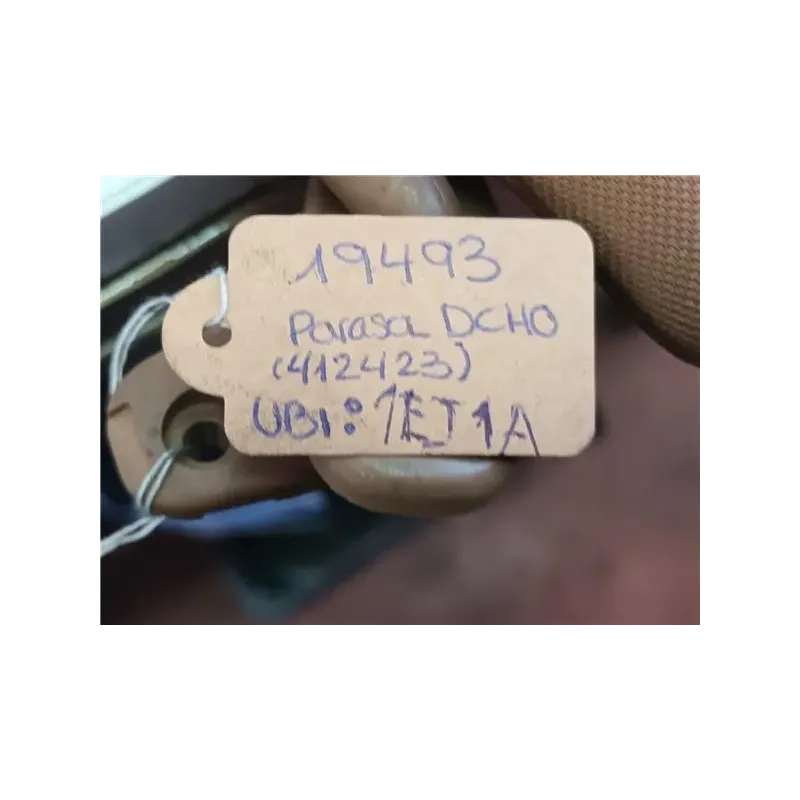 19493
Parasol DCHO
(412423)
UBI: 1EJ1A